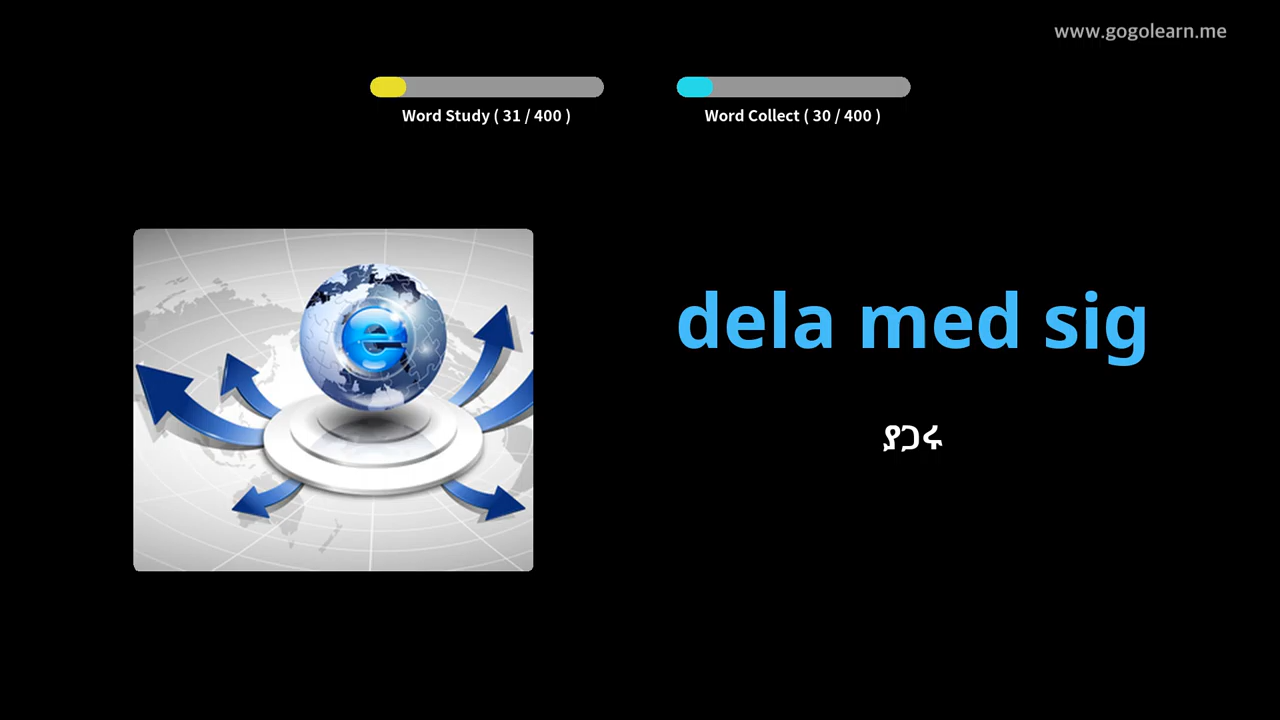 www.gogolearn.me
Word Study ( 31 / 400 )
Word Collect ( 30 / 400 )
e
dela med sig
ያጋሩ